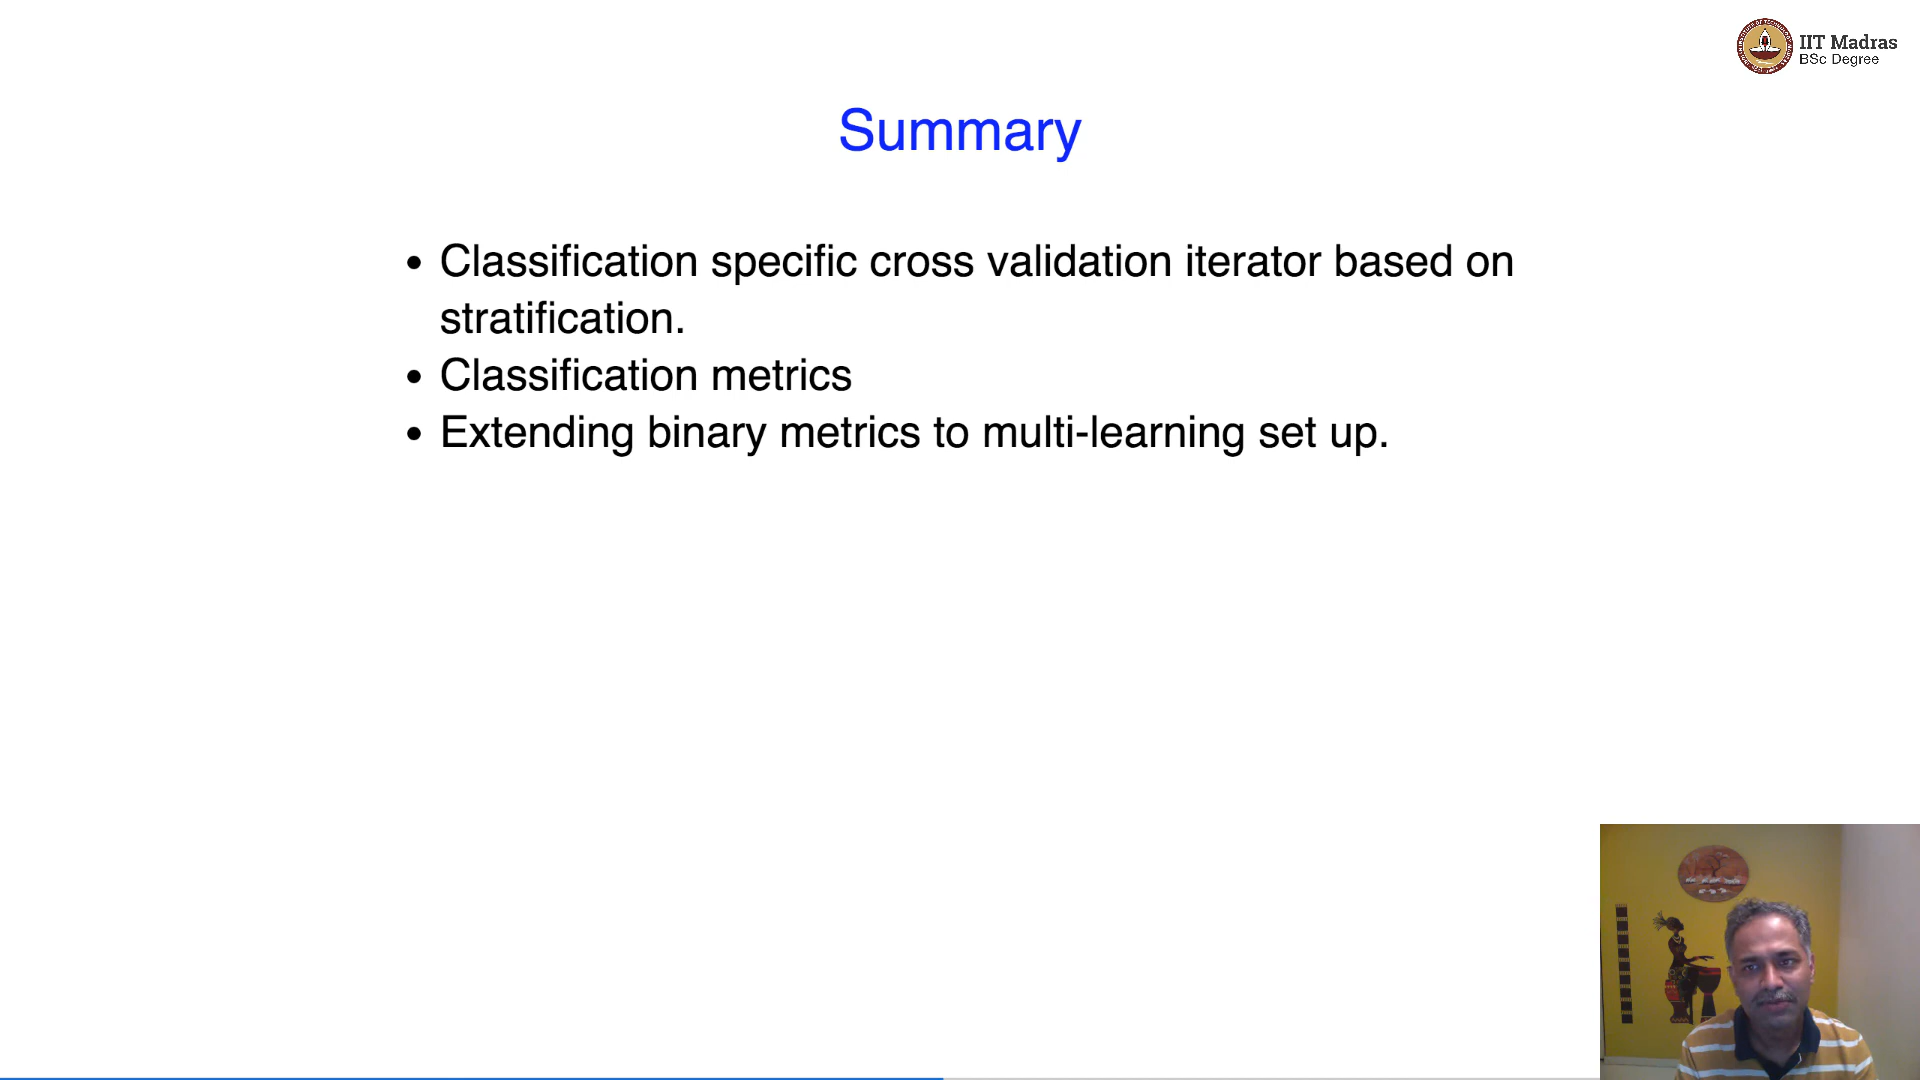 IIT Madras
BSc Degree
Summary
• Classification specific cross validation iterator based on
stratification.
• Classification metrics
• Extending binary metrics to multi-learning set up.